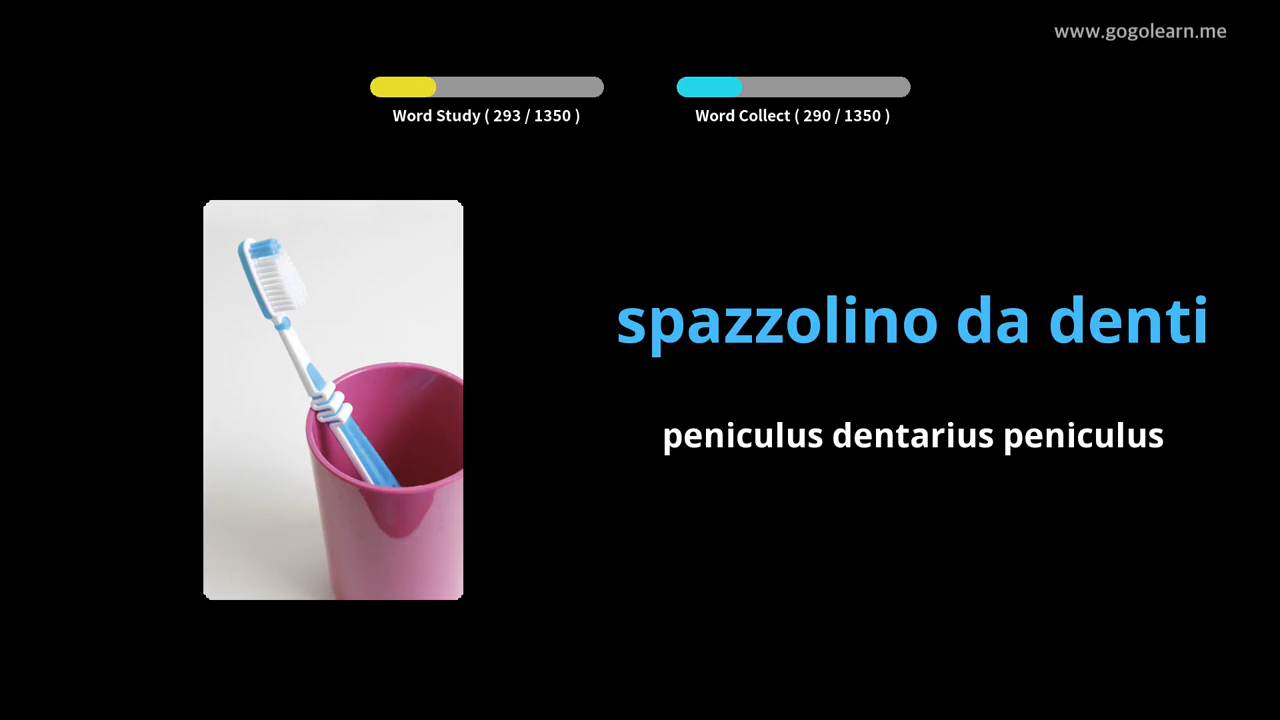 www.gogolearn.me
Word Study ( 293 / 1350 )
Word Collect ( 290 / 1350 )
spazzolino da denti
peniculus dentarius peniculus